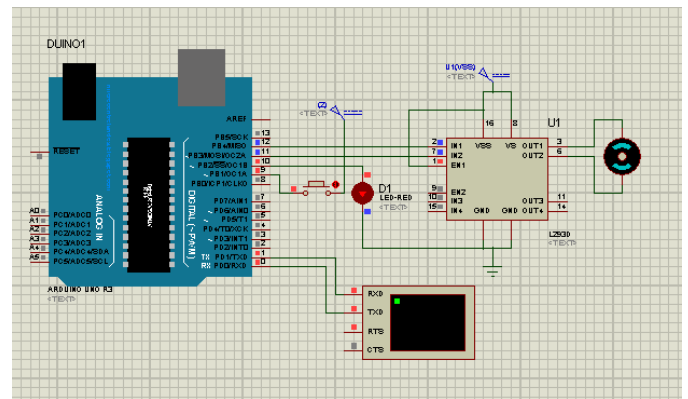 DUINO1
AREF
RESET
PB5/SCK 13
PB4/MISO 12
~PB3/MOSI/OC2A 11
~PB2/SS/OC1B 10
~PB1/OC1A 9
PB0/ICP1/CLKO 8
PD7/AIN1 7
~PD6/AIN0 6
~PD5/T1 5
PD4/T0/XCK 4
~PD3/INT1 3
PD2/INT0 2
TX PD1/TXD 1
RX PD0/RXD 0
DIGITAL (~PWM)
ANALOG IN
A0 PC0/ADC0
A1 PC1/ADC1
A2 PC2/ADC2
A3 PC3/ADC3
A4 PC4/ADC4/SDA
A5 PC5/ADC5/SCL
ARDUINO UNO R3
<TEXT>
<TEXT>
D1
LED-RED
<TEXT>
U1(VSS)
<TEXT>
U1
16 8
2 IN1 VSS VS OUT1 3
7 IN2 OUT2 6
1 EN1
9 EN2
10 IN3 OUT3 11
15 IN4 GND GND OUT4 14
L293D
<TEXT>
RXD
TXD
RTS
CTS